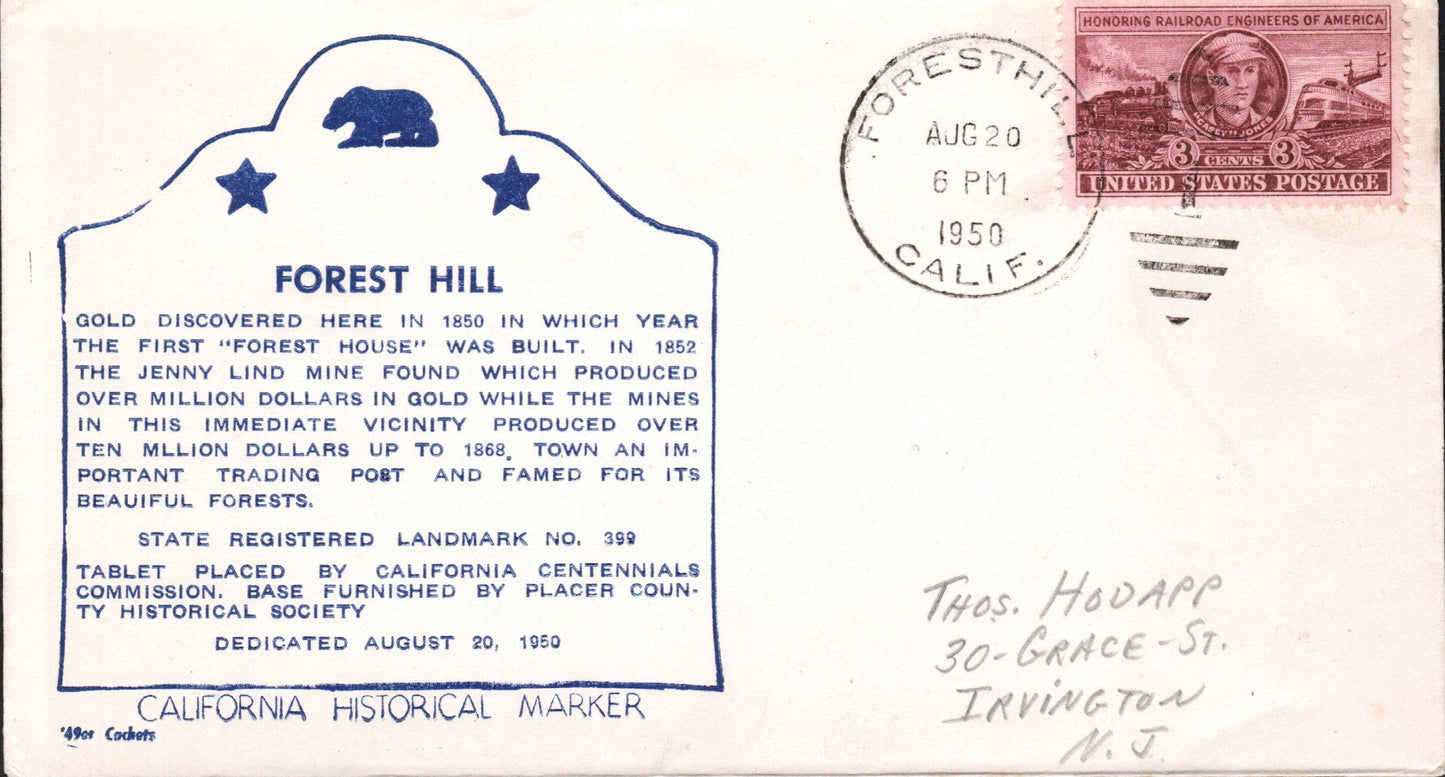 HONORING RAILROAD ENGINEERS OF AMERICA
"CASEY" JONES
3 CENTS 3
UNITED STATES POSTAGE
FORESTHILL
AUG 20
6 PM
1950
CALIF.
FOREST HILL
GOLD DISCOVERED HERE IN 1850 IN WHICH YEAR
THE FIRST "FOREST HOUSE" WAS BUILT. IN 1852
THE JENNY LIND MINE FOUND WHICH PRODUCED
OVER MILLION DOLLARS IN GOLD WHILE THE MINES
IN THIS IMMEDIATE VICINITY PRODUCED OVER
TEN MLLION DOLLARS UP TO 1868. TOWN AN IM-
PORTANT TRADING POST AND FAMED FOR ITS
BEAUIFUL FORESTS.
STATE REGISTERED LANDMARK NO. 399
TABLET PLACED BY CALIFORNIA CENTENNIALS
COMMISSION. BASE FURNISHED BY PLACER COUN-
TY HISTORICAL SOCIETY
DEDICATED AUGUST 20, 1950
CALIFORNIA HISTORICAL MARKER
'49er Cachets
THOS. HODAPP
30-GRACE-ST.
IRVINGTON
N. J.